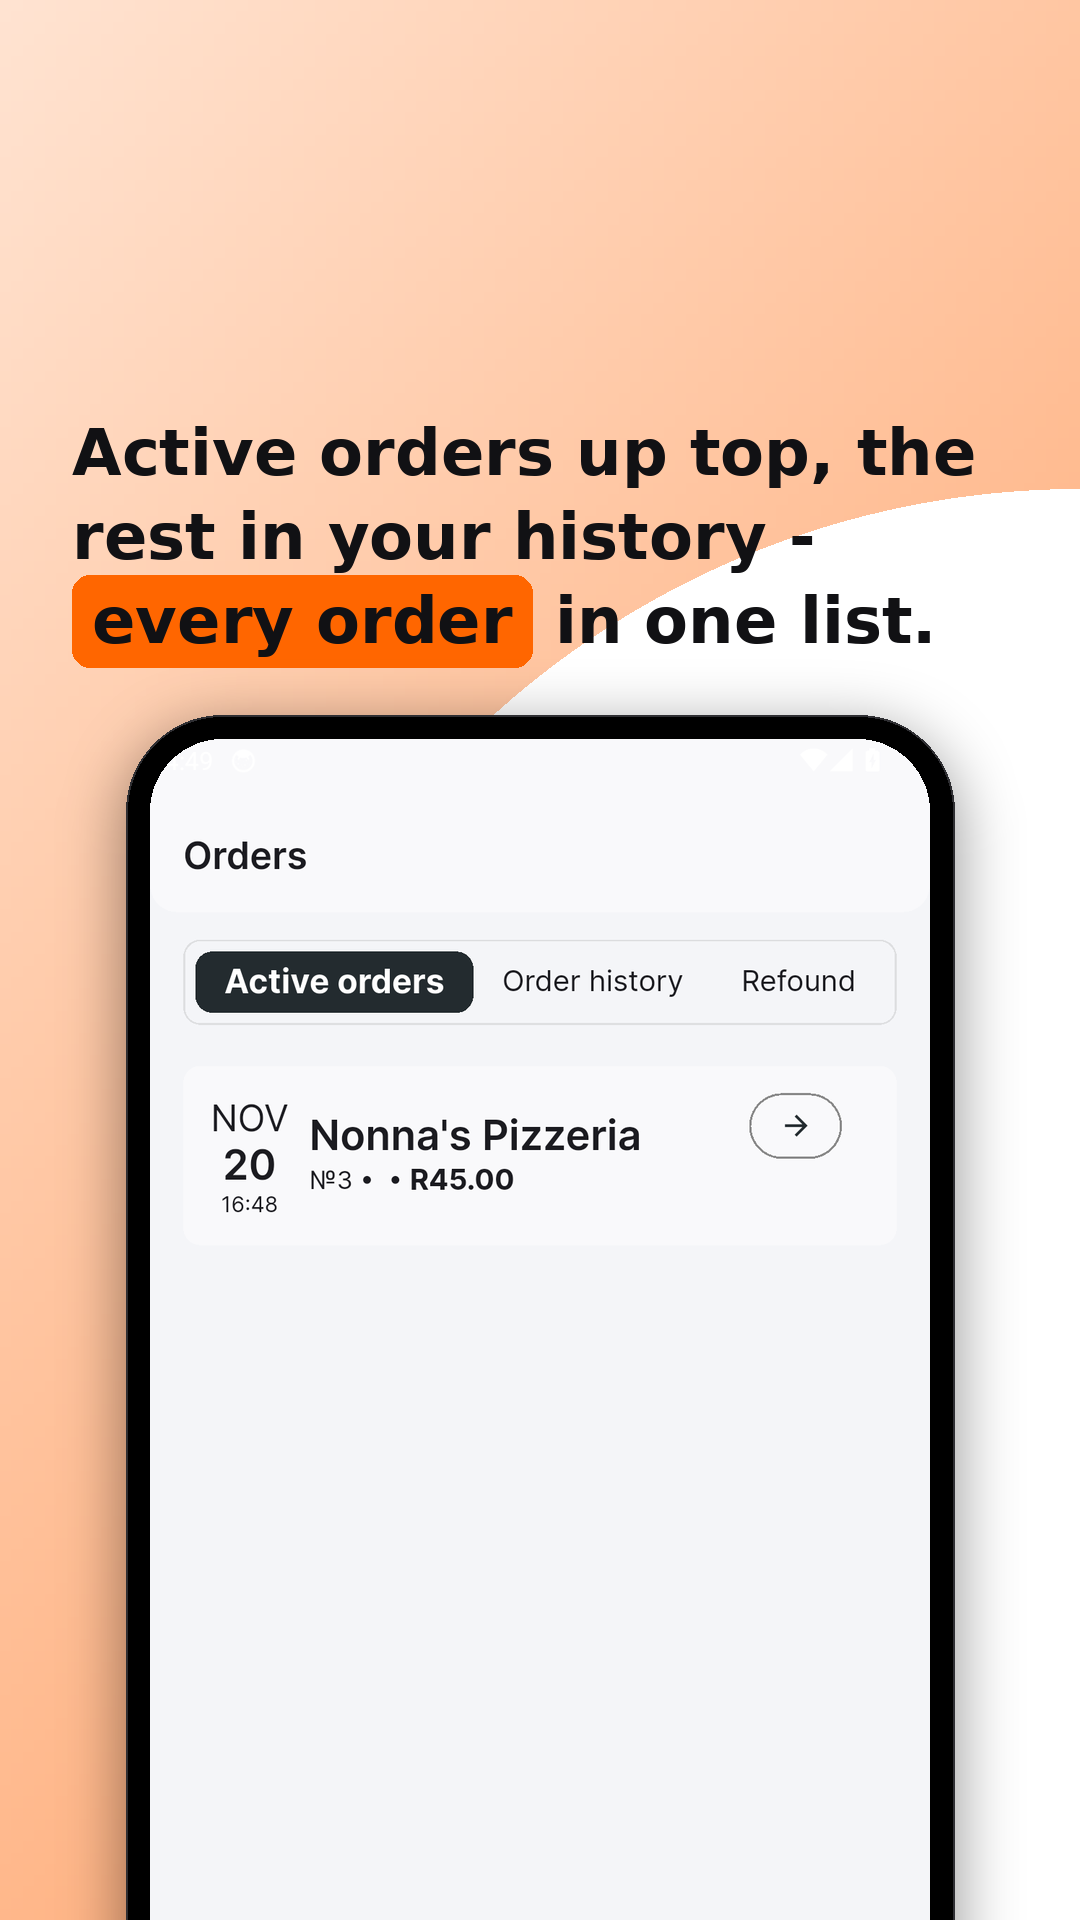 Active orders up top, the
rest in your history -
every order in one list.
Orders
Active orders Order history Refound
NOV
20
16:48
Nonna's Pizzeria
№3 • • R45.00